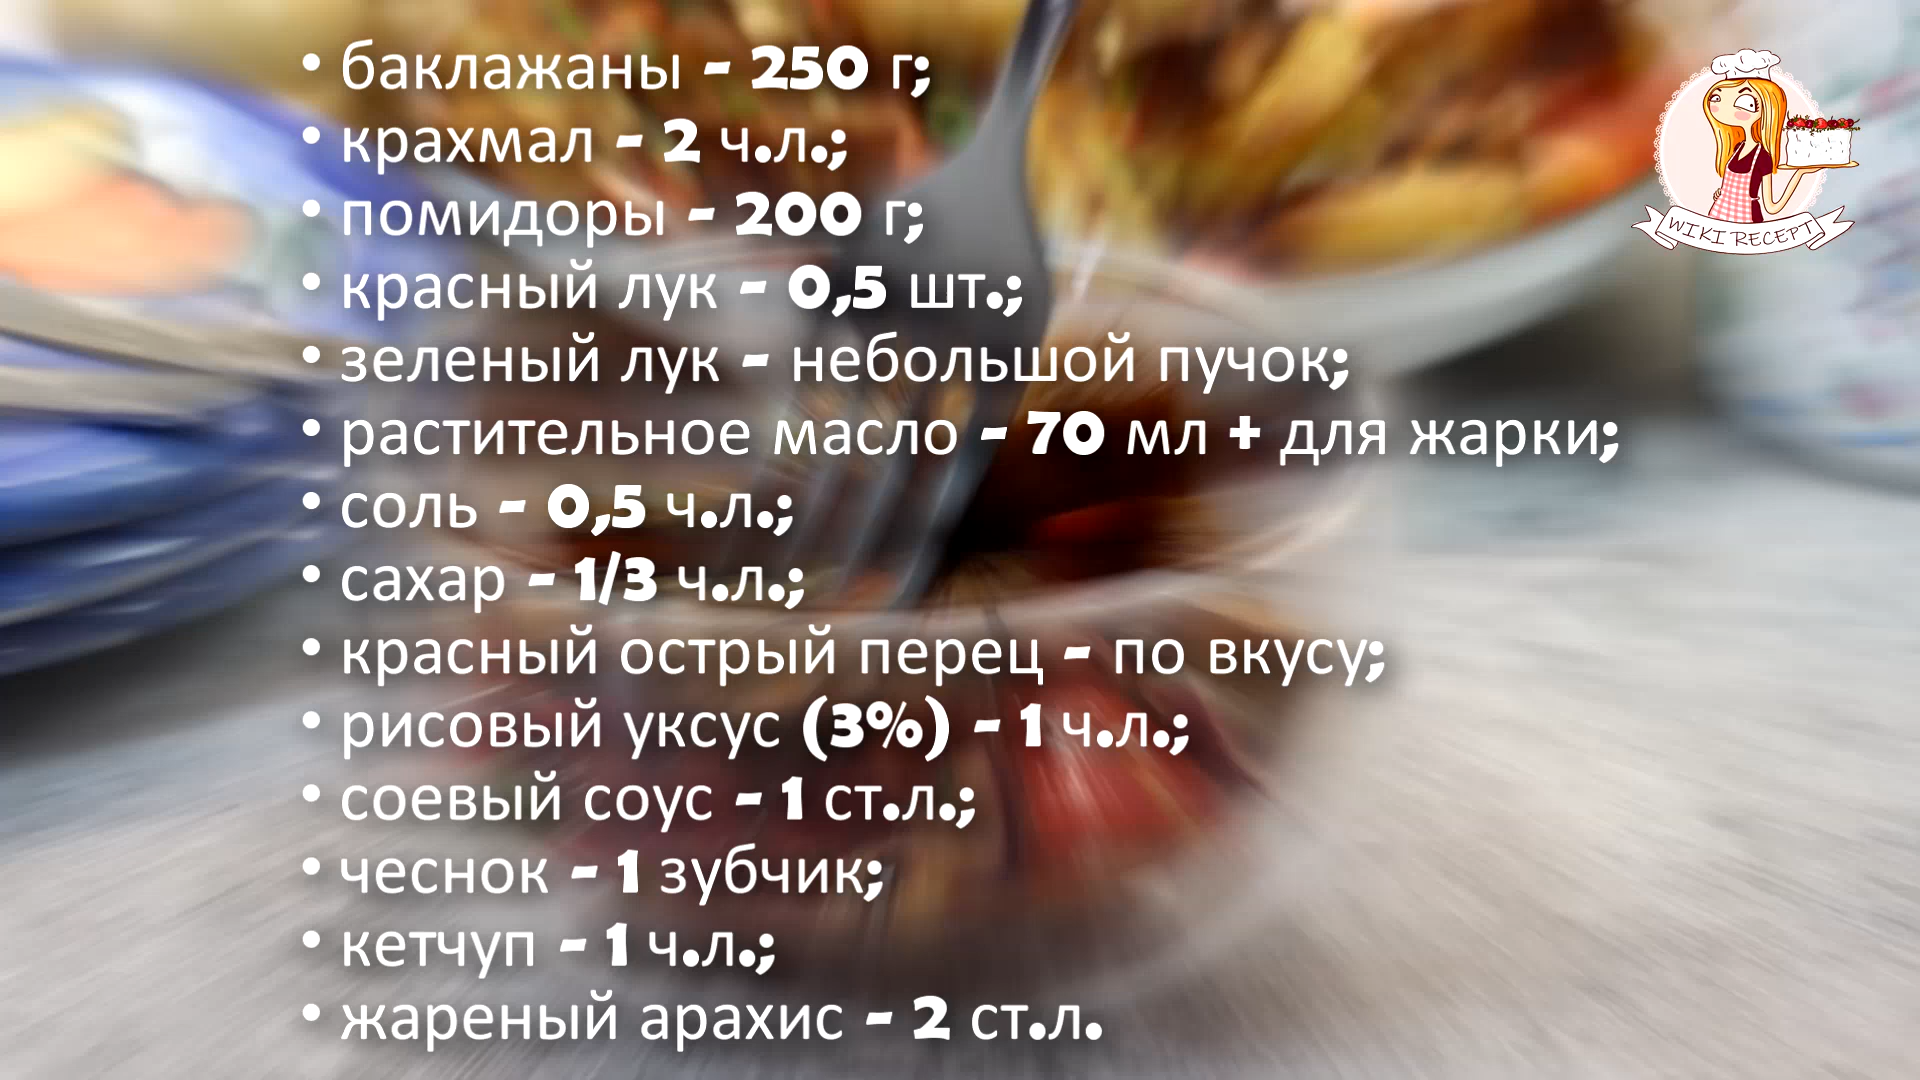 • баклажаны - 250 г;
• крахмал - 2 ч.л.;
• помидоры - 200 г;
• красный лук - 0,5 шт.;
• зеленый лук - небольшой пучок;
• растительное масло - 70 мл + для жарки;
• соль - 0,5 ч.л.;
• сахар - 1/3 ч.л.;
• красный острый перец - по вкусу;
• рисовый уксус (3%) - 1 ч.л.;
• соевый соус - 1 ст.л.;
• чеснок - 1 зубчик;
• кетчуп - 1 ч.л.;
• жареный арахис - 2 ст.л.
WIKI RECEPT